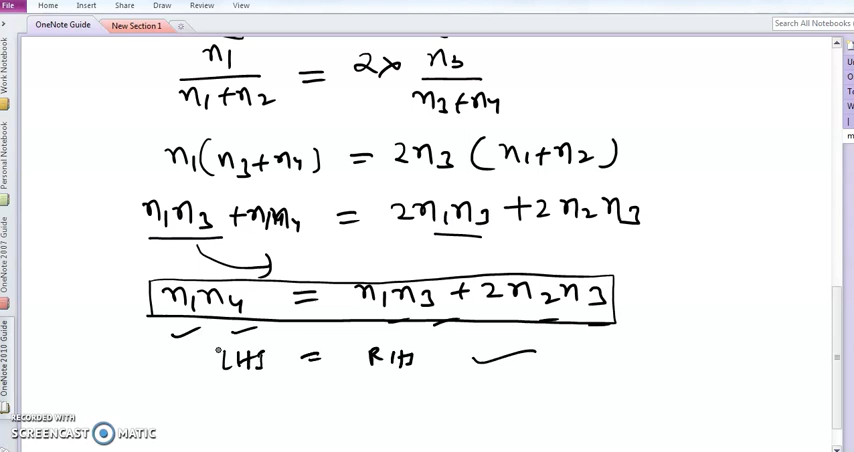 File Home Insert Share Draw Review View
OneNote Guide New Section 1
Search All Notebooks
Work Notebook
Personal Notebook
OneNote 2007 Guide
OneNote 2010 Guide
n1/(n1+n2) = 2 × n3/(n3+n4)
n1(n3+n4) = 2n3 (n1+n2)
n1n3 + n1n4 = 2n1n3 + 2n2n3
n1n4 = n1n3 + 2n2n3
LHS = RHS
RECORDED WITH
SCREENCAST MATIC